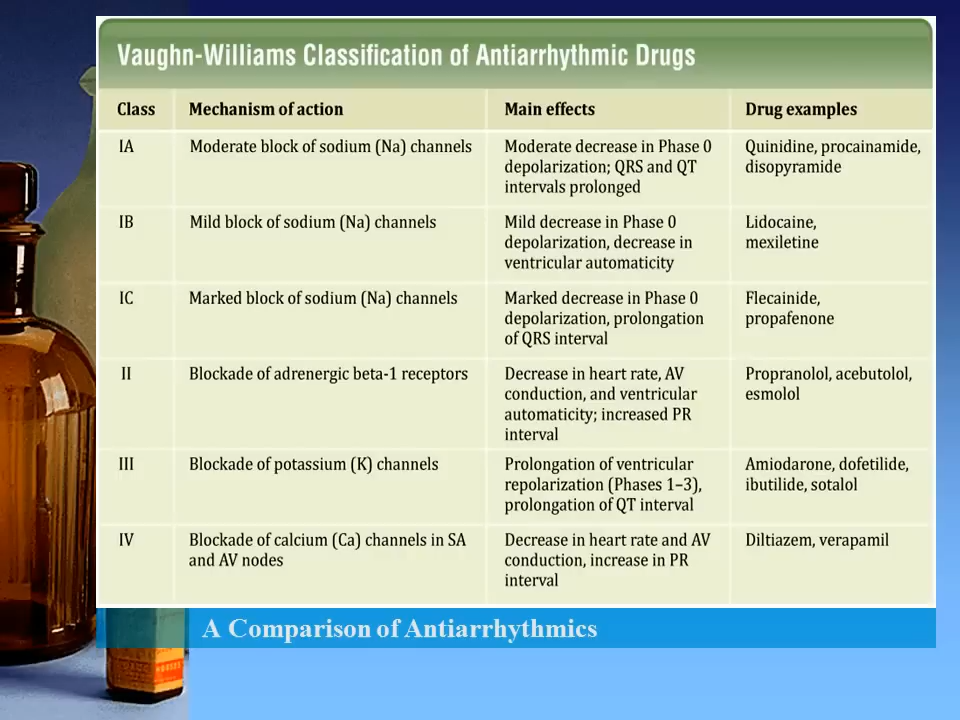 Vaughn-Williams Classification of Antiarrhythmic Drugs
Class Mechanism of action Main effects Drug examples
IA Moderate block of sodium (Na) channels Moderate decrease in Phase 0 Quinidine, procainamide,
depolarization; QRS and QT disopyramide
intervals prolonged
IB Mild block of sodium (Na) channels Mild decrease in Phase 0 Lidocaine,
depolarization, decrease in mexiletine
ventricular automaticity
IC Marked block of sodium (Na) channels Marked decrease in Phase 0 Flecainide,
depolarization, prolongation propafenone
of QRS interval
II Blockade of adrenergic beta-1 receptors Decrease in heart rate, AV Propranolol, acebutolol,
conduction, and ventricular esmolol
automaticity; increased PR
interval
III Blockade of potassium (K) channels Prolongation of ventricular Amiodarone, dofetilide,
repolarization (Phases 1–3), ibutilide, sotalol
prolongation of QT interval
IV Blockade of calcium (Ca) channels in SA Decrease in heart rate and AV Diltiazem, verapamil
and AV nodes conduction, increase in PR
interval
A Comparison of Antiarrhythmics